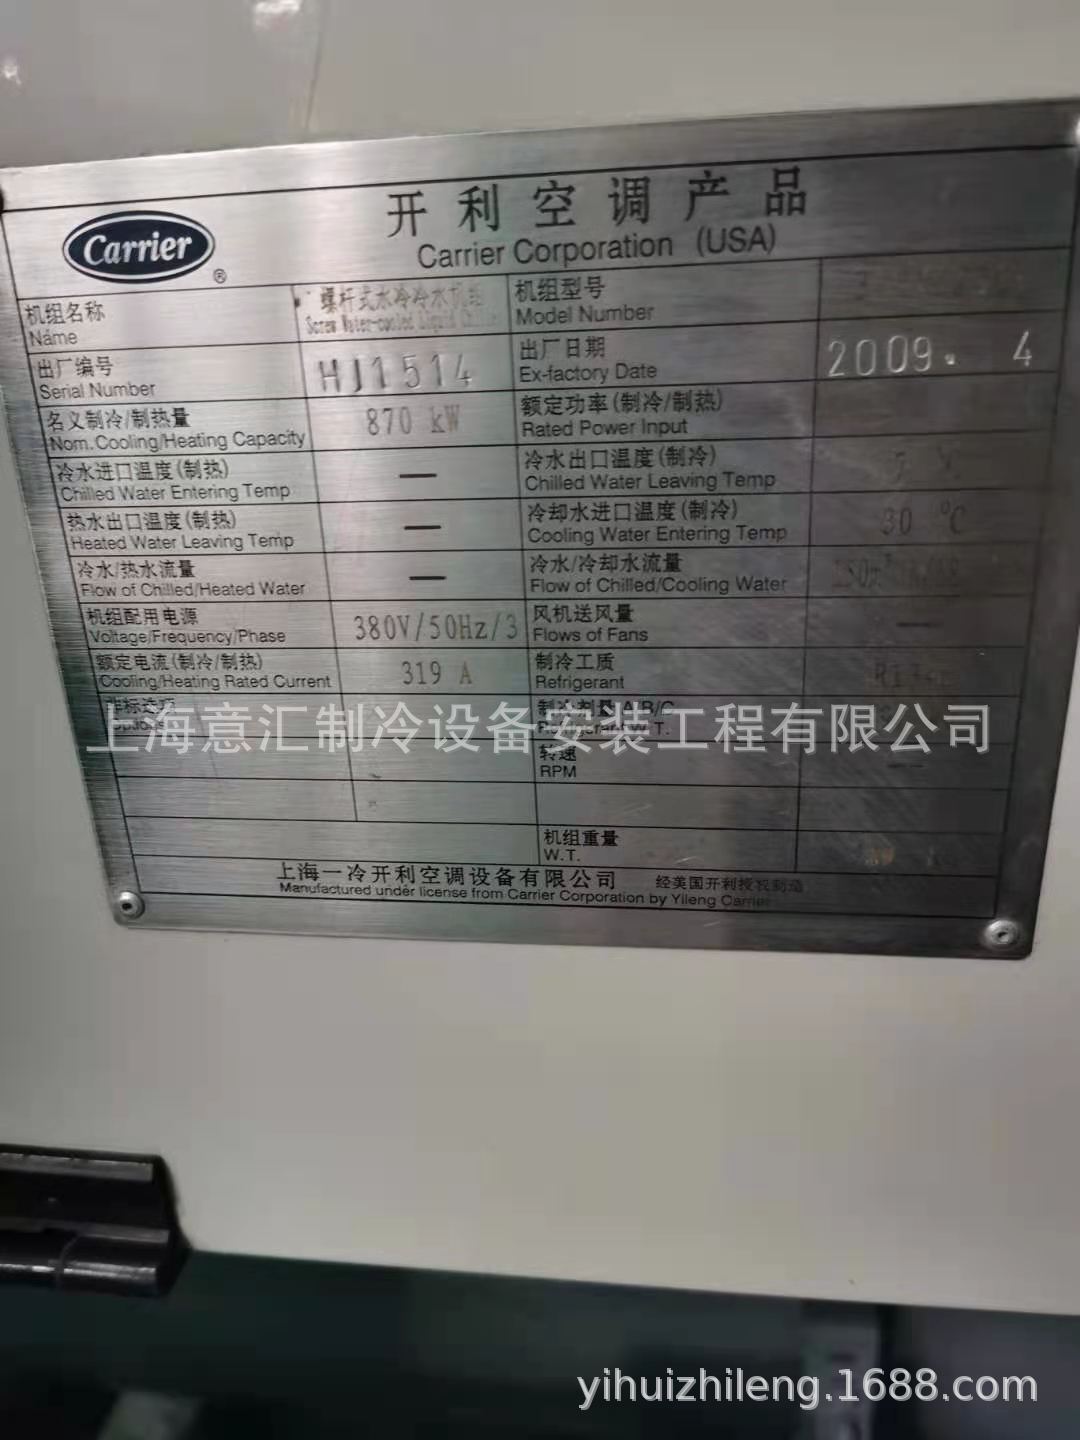 Carrier
®
开利空调产品
Carrier Corporation (USA)
机组名称 螺杆式水冷冷水机组 机组型号
Name Screw Water-cooled Liquid Model Number
出厂编号 HJ1514 出厂日期 2009. 4
Serial Number Ex-factory Date
名义制冷/制热量 870 kW 额定功率(制冷/制热)
Nom.Cooling/Heating Capacity Rated Power Input
冷水进口温度(制热) — 冷水出口温度(制冷)
Chilled Water Entering Temp Chilled Water Leaving Temp
热水出口温度(制热) — 冷却水进口温度(制冷) 30 ℃
Heated Water Leaving Temp Cooling Water Entering Temp
冷水/热水流量 — 冷水/冷却水流量
Flow of Chilled/Heated Water Flow of Chilled/Cooling Water
机组配用电源 380V/50Hz/3 风机送风量 —
Voltage/Frequency/Phase Flows of Fans
额定电流(制冷/制热) 319 A 制冷工质
Cooling/Heating Rated Current Refrigerant
非标选项 制冷剂量 A/B/C
W.T.
上海意汇制冷设备安装工程有限公司
转速 —
RPM
机组重量
W.T.
上海一冷开利空调设备有限公司 经美国开利授权制造
Manufactured under license from Carrier Corporation by Yileng Carrier
yihuizhileng.1688.com